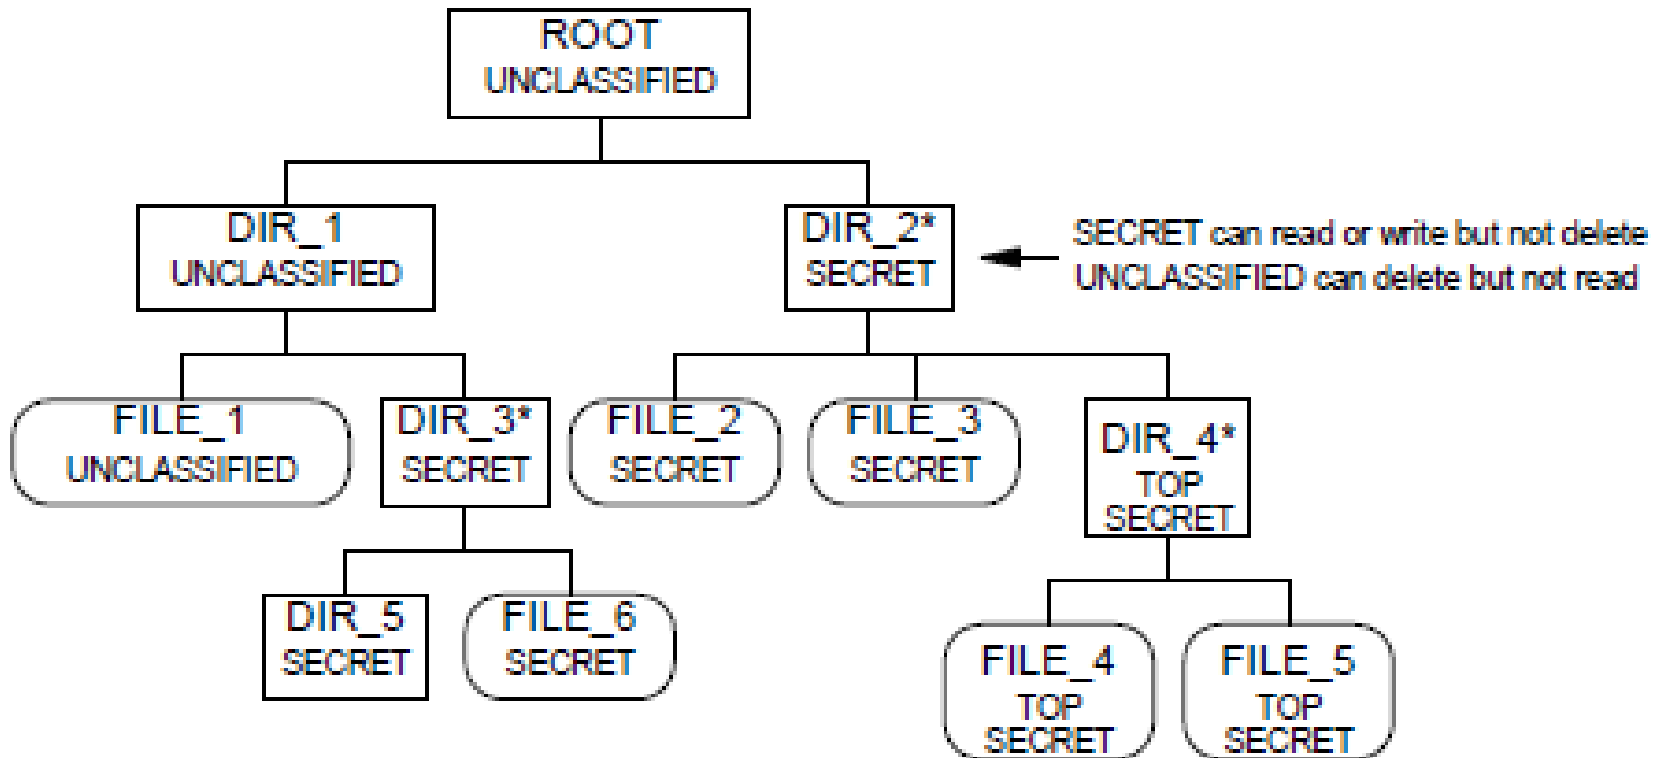 ROOT
UNCLASSIFIED
DIR_1
UNCLASSIFIED
DIR_2*
SECRET
SECRET can read or write but not delete
UNCLASSIFIED can delete but not read
FILE_1
UNCLASSIFIED
DIR_3*
SECRET
FILE_2
SECRET
FILE_3
SECRET
DIR_4*
TOP
SECRET
DIR_5
SECRET
FILE_6
SECRET
FILE_4
TOP
SECRET
FILE_5
TOP
SECRET